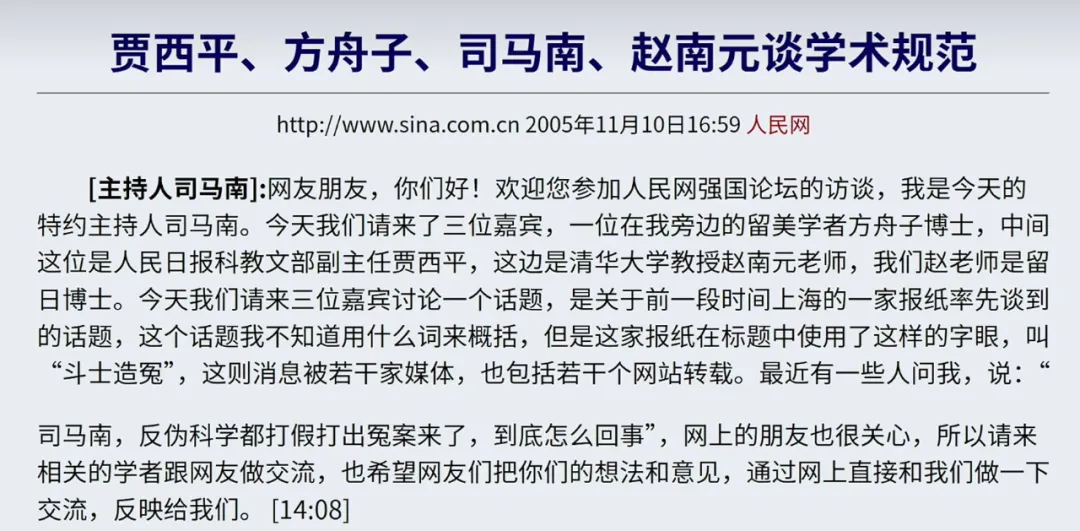 贾西平、方舟子、司马南、赵南元谈学术规范
http://www.sina.com.cn 2005年11月10日16:59 人民网
[主持人司马南]:网友朋友，你们好！欢迎您参加人民网强国论坛的访谈，我是今天的
特约主持人司马南。今天我们请来了三位嘉宾，一位在我旁边的留美学者方舟子博士，中间
这位是人民日报科教文部副主任贾西平，这边是清华大学教授赵南元老师，我们赵老师是留
日博士。今天我们请来三位嘉宾讨论一个话题，是关于前一段时间上海的一家报纸率先谈到
的话题，这个话题我不知道用什么词来概括，但是这家报纸在标题中使用了这样的字眼，叫
“斗士造冤”，这则消息被若干家媒体，也包括若干个网站转载。最近有一些人问我，说：“
司马南，反伪科学都打假打出冤案来了，到底怎么回事”，网上的朋友也很关心，所以请来
相关的学者跟网友做交流，也希望网友们把你们的想法和意见，通过网上直接和我们做一下
交流，反映给我们。 [14:08]